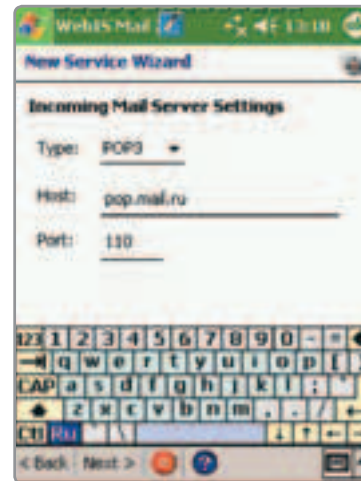 WebIS Mail 13:10
New Service Wizard
Incoming Mail Server Settings
Type: POP3
Host: pop.mail.ru
Port: 110
123 1 2 3 4 5 6 7 8 9 0 - =
q w e r t y u i o p [
CAP a s d f g h j k l ; '
z x c v b n m , . /
Ctl Ru ` \
< Back Next > ?